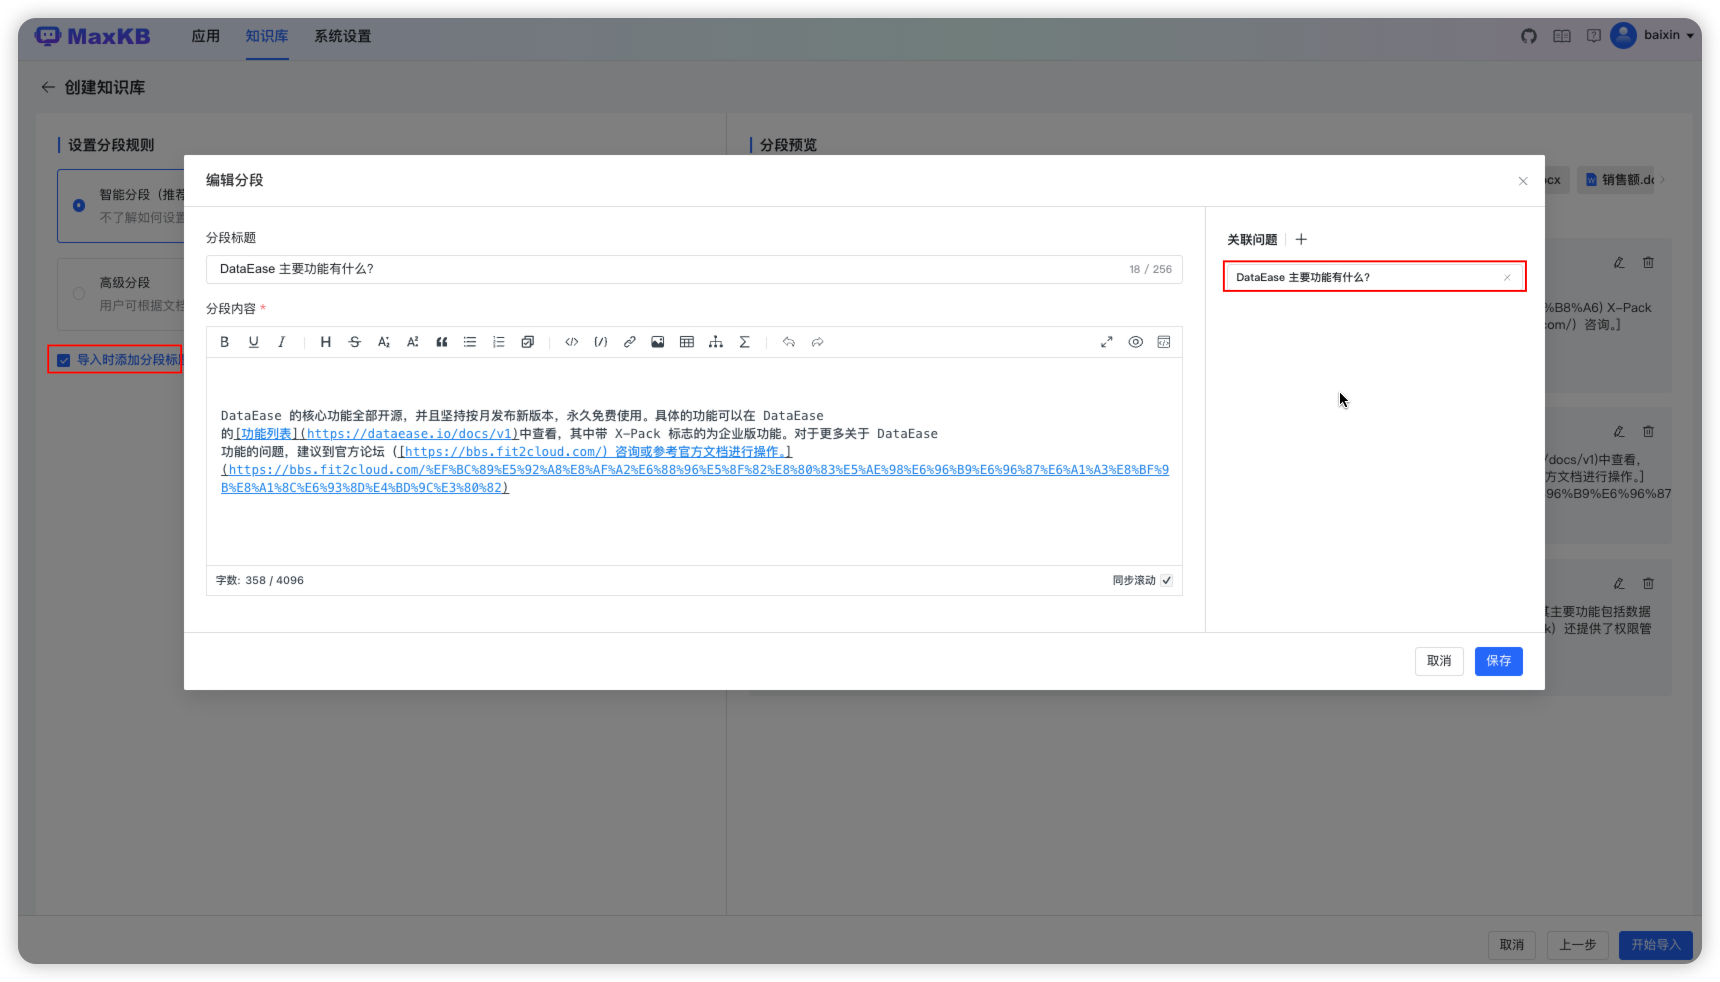 MaxKB
应用
知识库
系统设置
baixin
创建知识库
设置分段规则
智能分段（推荐
不了解如何设置
高级分段
用户可根据文档
导入时添加分段标
分段预览
ocx
销售额.do
%B8%A6) X-Pack
com/）咨询。]
/docs/v1)中查看，
方文档进行操作。]
96%B9%E6%96%87
其主要功能包括数据
k）还提供了权限管
编辑分段
分段标题
DataEase 主要功能有什么?
18 / 256
分段内容 *
B U I H S
DataEase 的核心功能全部开源，并且坚持按月发布新版本，永久免费使用。具体的功能可以在 DataEase
的[功能列表](https://dataease.io/docs/v1)中查看，其中带 X-Pack 标志的为企业版功能。对于更多关于 DataEase
功能的问题，建议到官方论坛（[https://bbs.fit2cloud.com/）咨询或参考官方文档进行操作。]
(https://bbs.fit2cloud.com/%EF%BC%89%E5%92%A8%E8%AF%A2%E6%88%96%E5%8F%82%E8%80%83%E5%AE%98%E6%96%B9%E6%96%87%E6%A1%A3%E8%BF%9
B%E8%A1%8C%E6%93%8D%E4%BD%9C%E3%80%82)
字数: 358 / 4096
同步滚动
关联问题
DataEase 主要功能有什么?
取消
保存
取消
上一步
开始导入